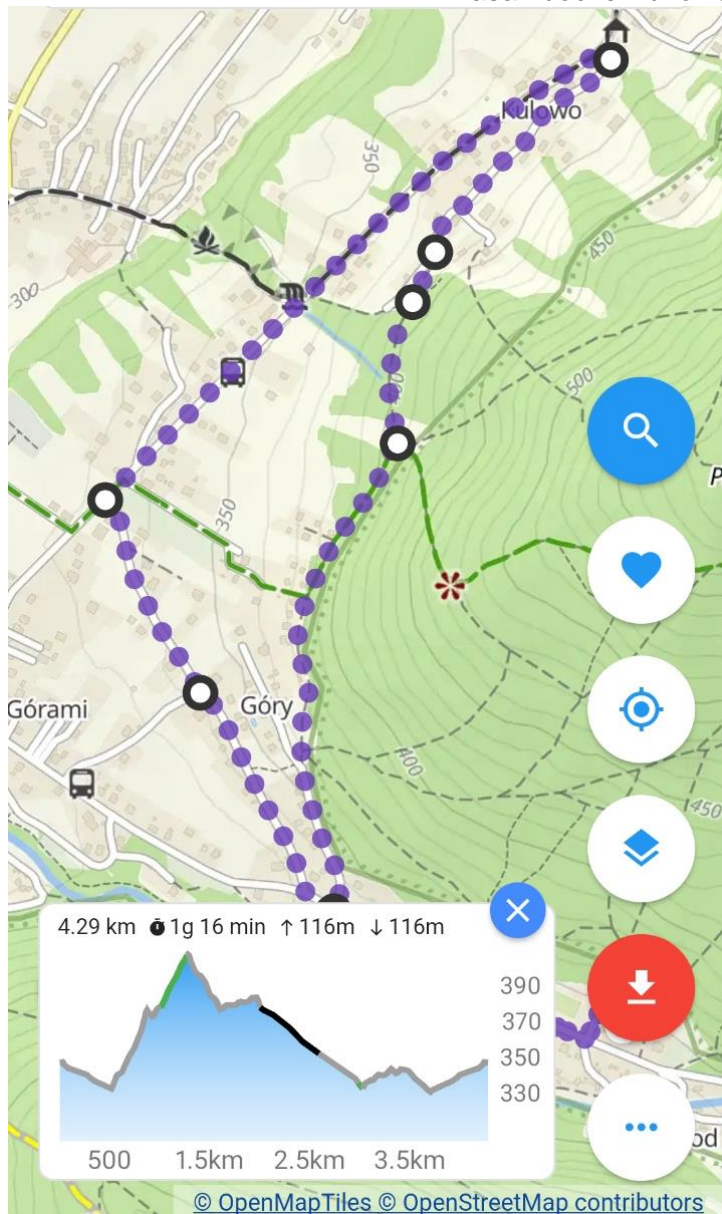 Kulowo
350
450
300
500
P
350
Górami
Góry
400
450
4.29 km 1g 16 min ↑ 116m ↓ 116m
390
370
350
330
500 1.5km 2.5km 3.5km
od
© OpenMapTiles © OpenStreetMap contributors